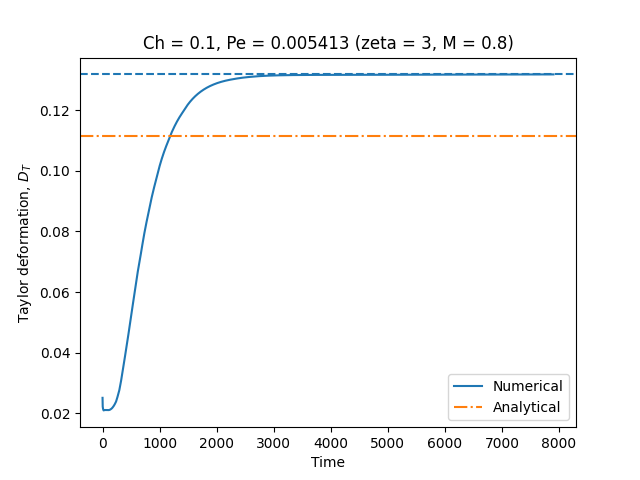 Ch = 0.1, Pe = 0.005413 (zeta = 3, M = 0.8)
Taylor deformation, $D_T$
0.12
0.10
0.08
0.06
0.04
0.02
Numerical
Analytical
0 1000 2000 3000 4000 5000 6000 7000 8000
Time